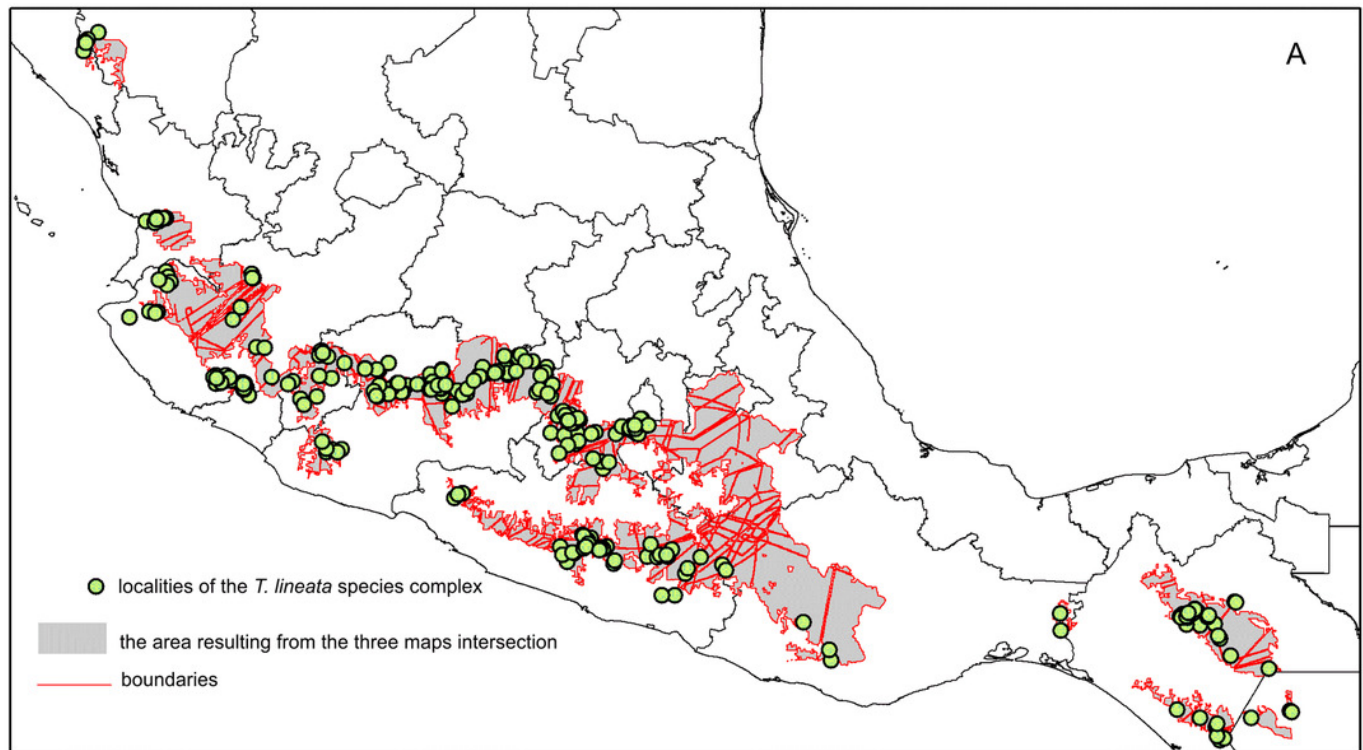 A
localities of the T. lineata species complex
the area resulting from the three maps intersection
boundaries